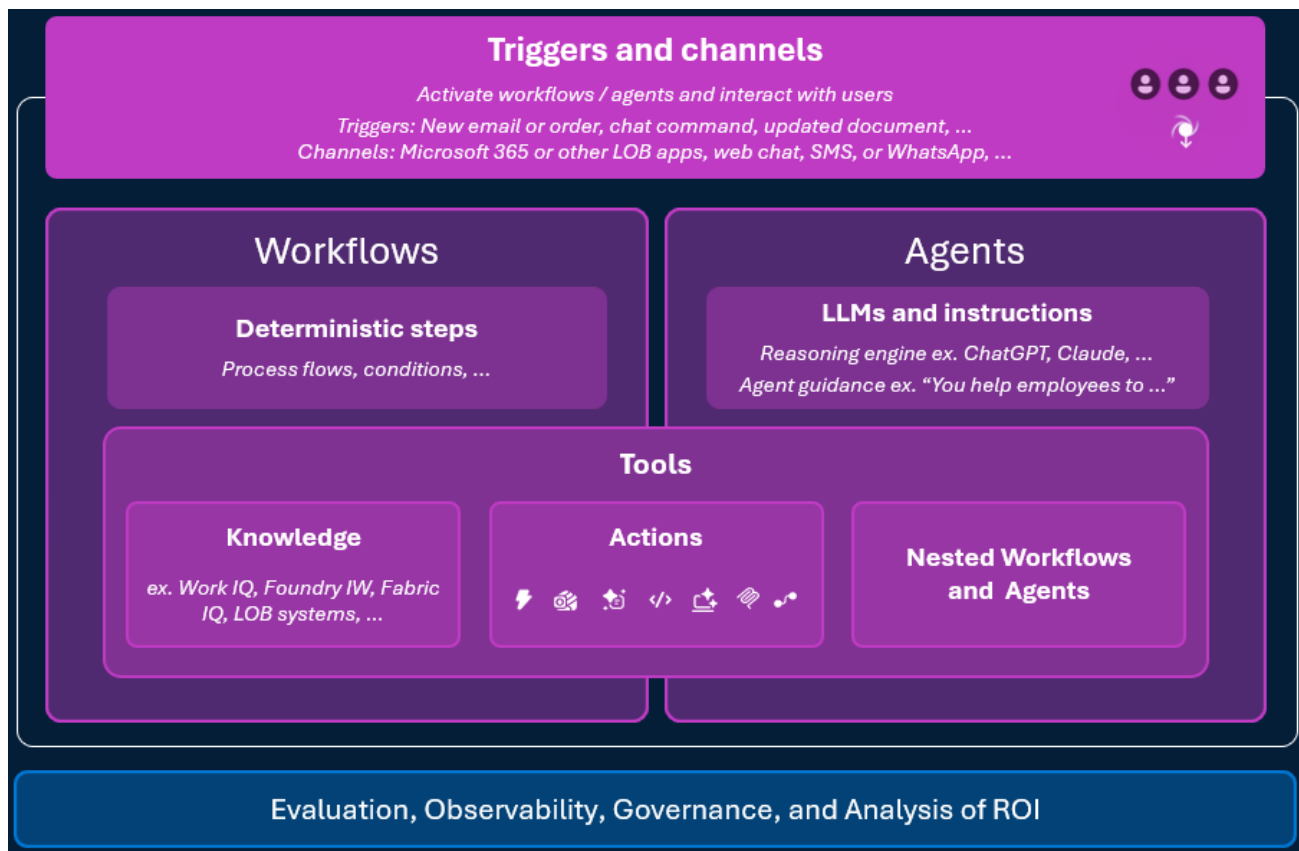 Triggers and channels
Activate workflows / agents and interact with users
Triggers: New email or order, chat command, updated document, ...
Channels: Microsoft 365 or other LOB apps, web chat, SMS, or WhatsApp, ...
Workflows
Deterministic steps
Process flows, conditions, ...
Agents
LLMs and instructions
Reasoning engine ex. ChatGPT, Claude, ...
Agent guidance ex. “You help employees to ...”
Tools
Knowledge
ex. Work IQ, Foundry IW, Fabric
IQ, LOB systems, ...
Actions
Nested Workflows
and Agents
Evaluation, Observability, Governance, and Analysis of ROI